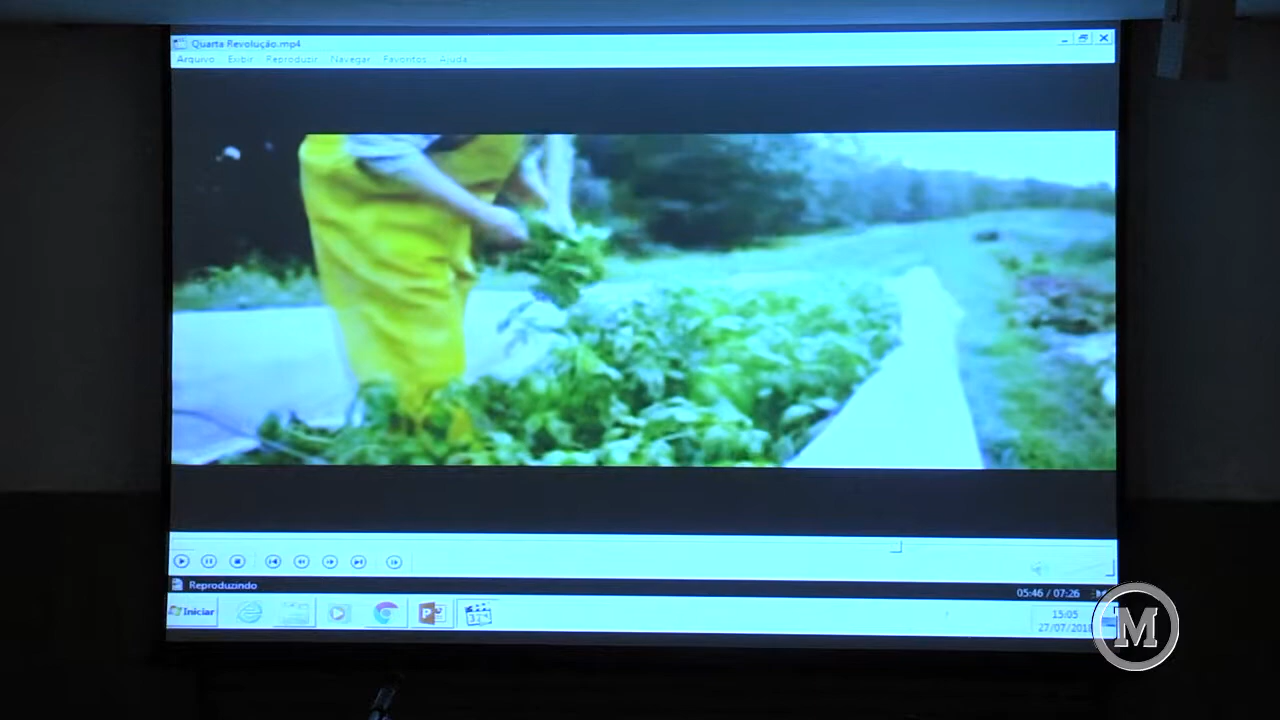 Quarta Revolução.mp4
Arquivo Exibir Reproduzir Navegar Favoritos Ajuda
Reproduzindo
05:46 / 07:26
Iniciar
15:05
27/07/2018
M